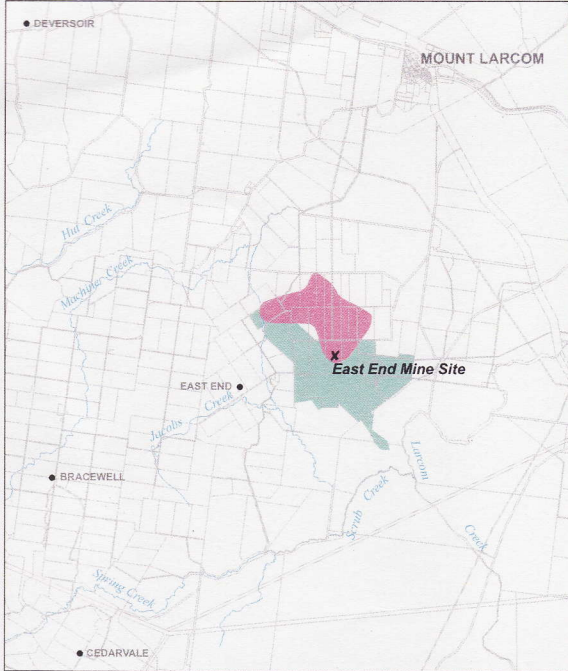 DEVERSOIR
MOUNT LARCOM
Hut Creek
Machine Creek
East End Mine Site
EAST END
Jacobs Creek
Larcom Creek
BRACEWELL
Scrub Creek
Spring Creek
CEDARVALE